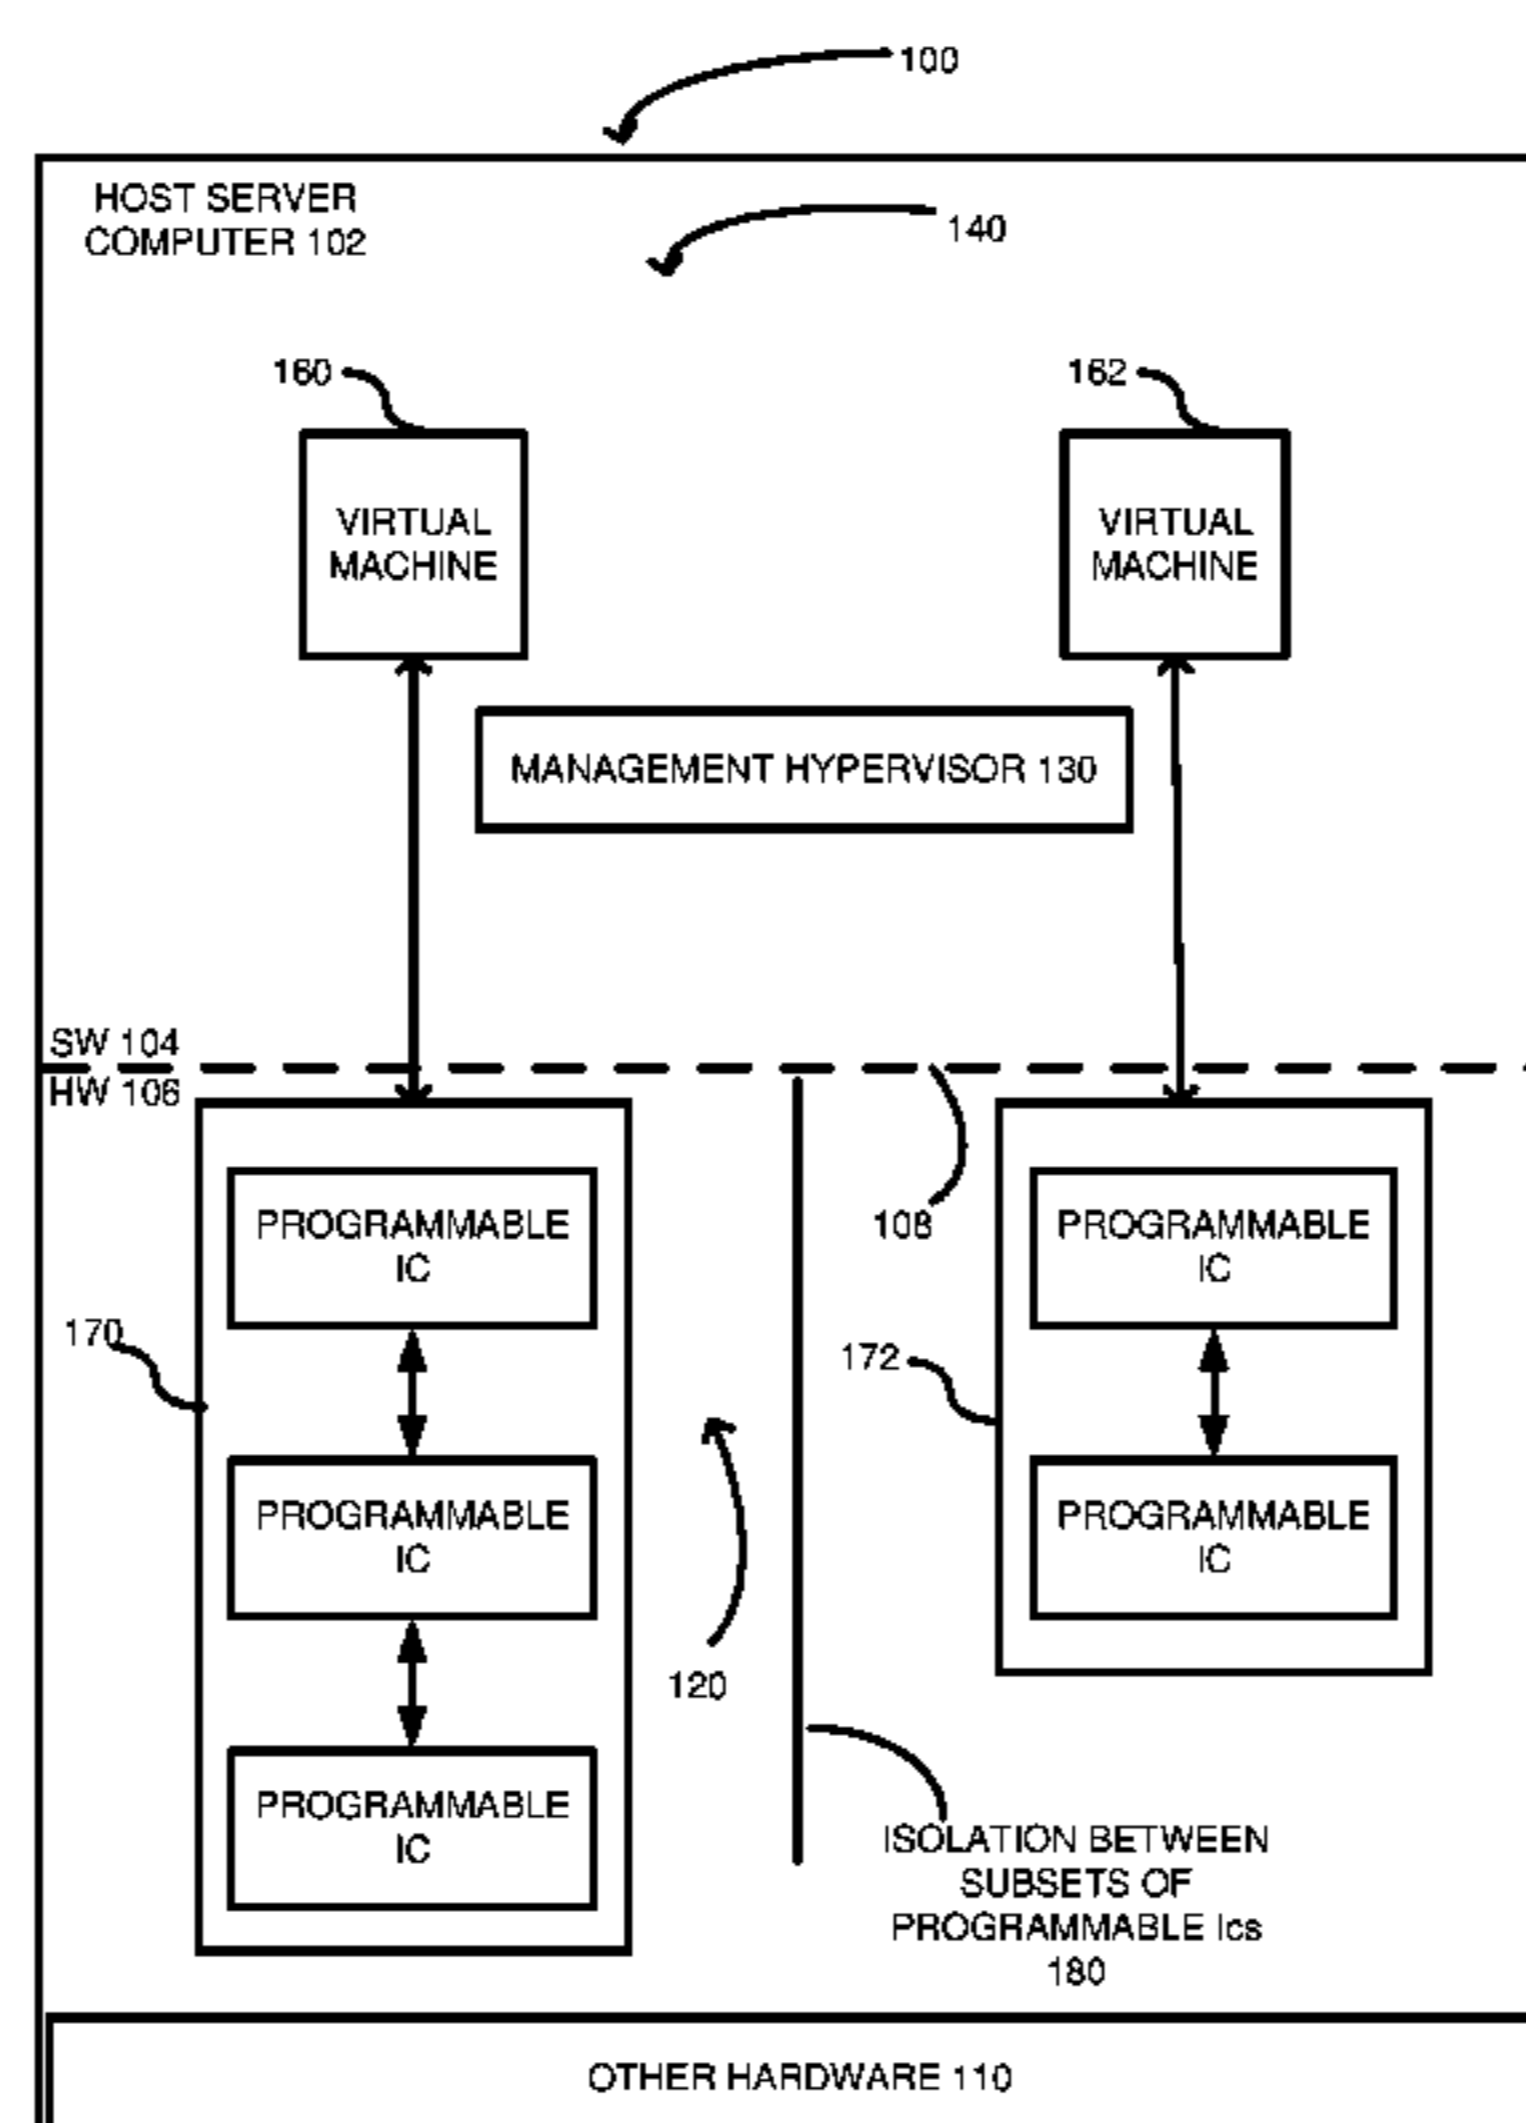 100
HOST SERVER
COMPUTER 102
140
160
162
VIRTUAL
MACHINE
VIRTUAL
MACHINE
MANAGEMENT HYPERVISOR 130
SW 104
HW 106
PROGRAMMABLE
IC
108
PROGRAMMABLE
IC
170
172
PROGRAMMABLE
IC
PROGRAMMABLE
IC
120
PROGRAMMABLE
IC
ISOLATION BETWEEN
SUBSETS OF
PROGRAMMABLE Ics
180
OTHER HARDWARE 110